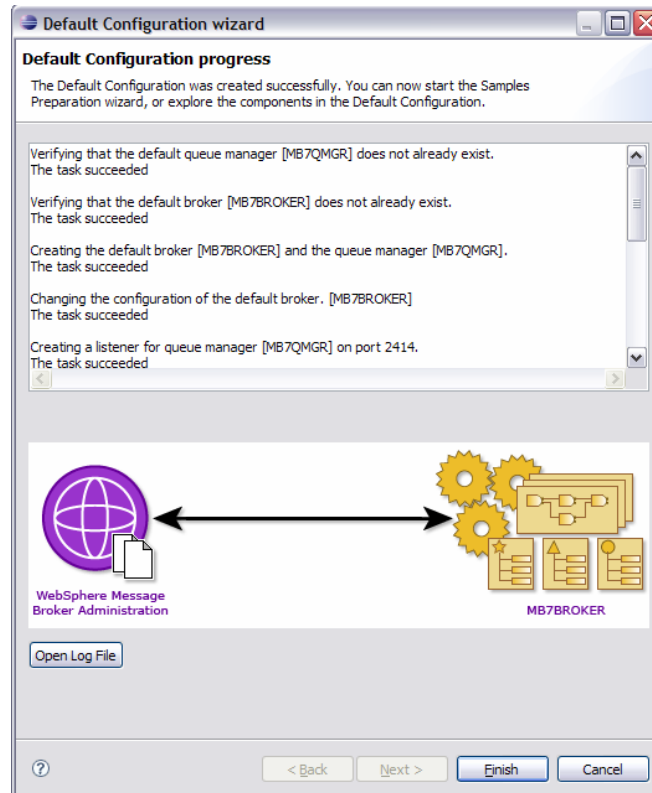 Default Configuration wizard
Default Configuration progress
The Default Configuration was created successfully. You can now start the Samples
Preparation wizard, or explore the components in the Default Configuration.
Verifying that the default queue manager [MB7QMGR] does not already exist.
The task succeeded
Verifying that the default broker [MB7BROKER] does not already exist.
The task succeeded
Creating the default broker [MB7BROKER] and the queue manager [MB7QMGR].
The task succeeded
Changing the configuration of the default broker. [MB7BROKER]
The task succeeded
Creating a listener for queue manager [MB7QMGR] on port 2414.
The task succeeded
WebSphere Message
Broker Administration
MB7BROKER
Open Log File
? < Back Next > Finish Cancel